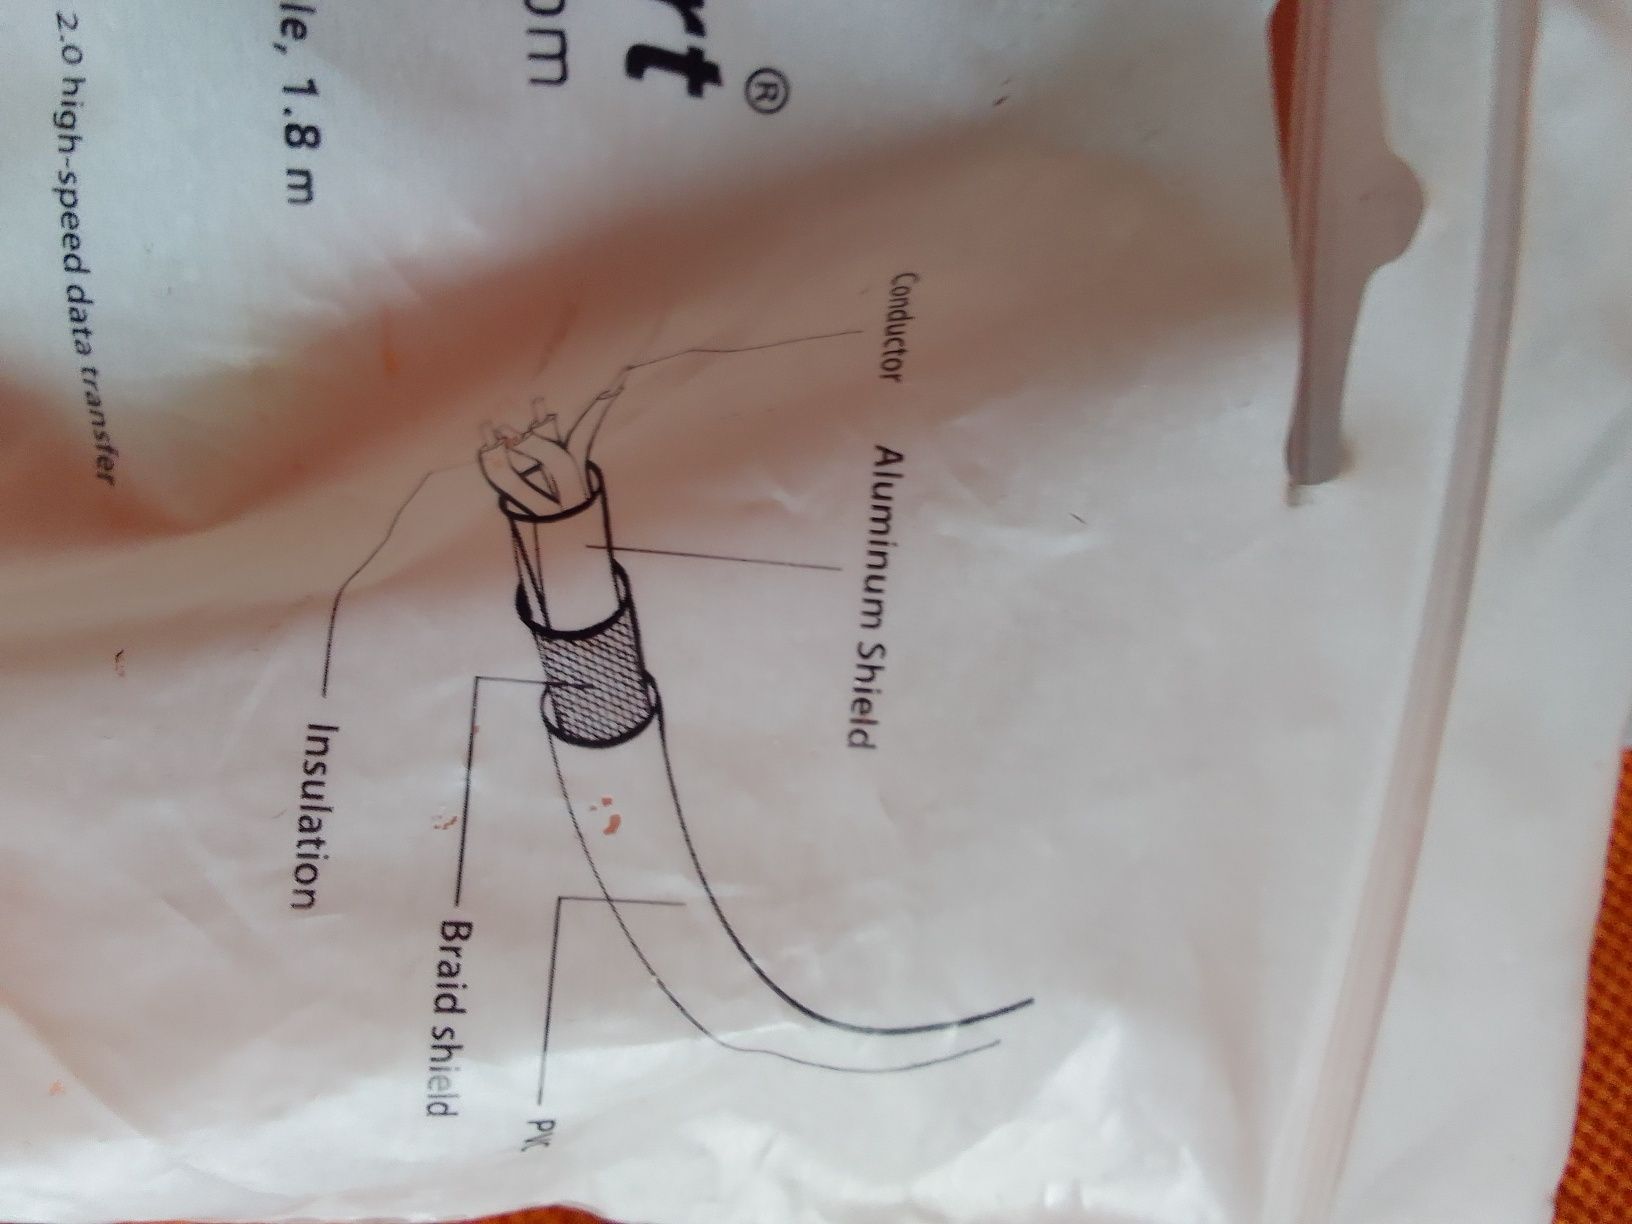 rt ®
om
le, 1.8 m
2.0 high-speed data transfer
Conductor
Aluminum Shield
Insulation
Braid shield
PVC